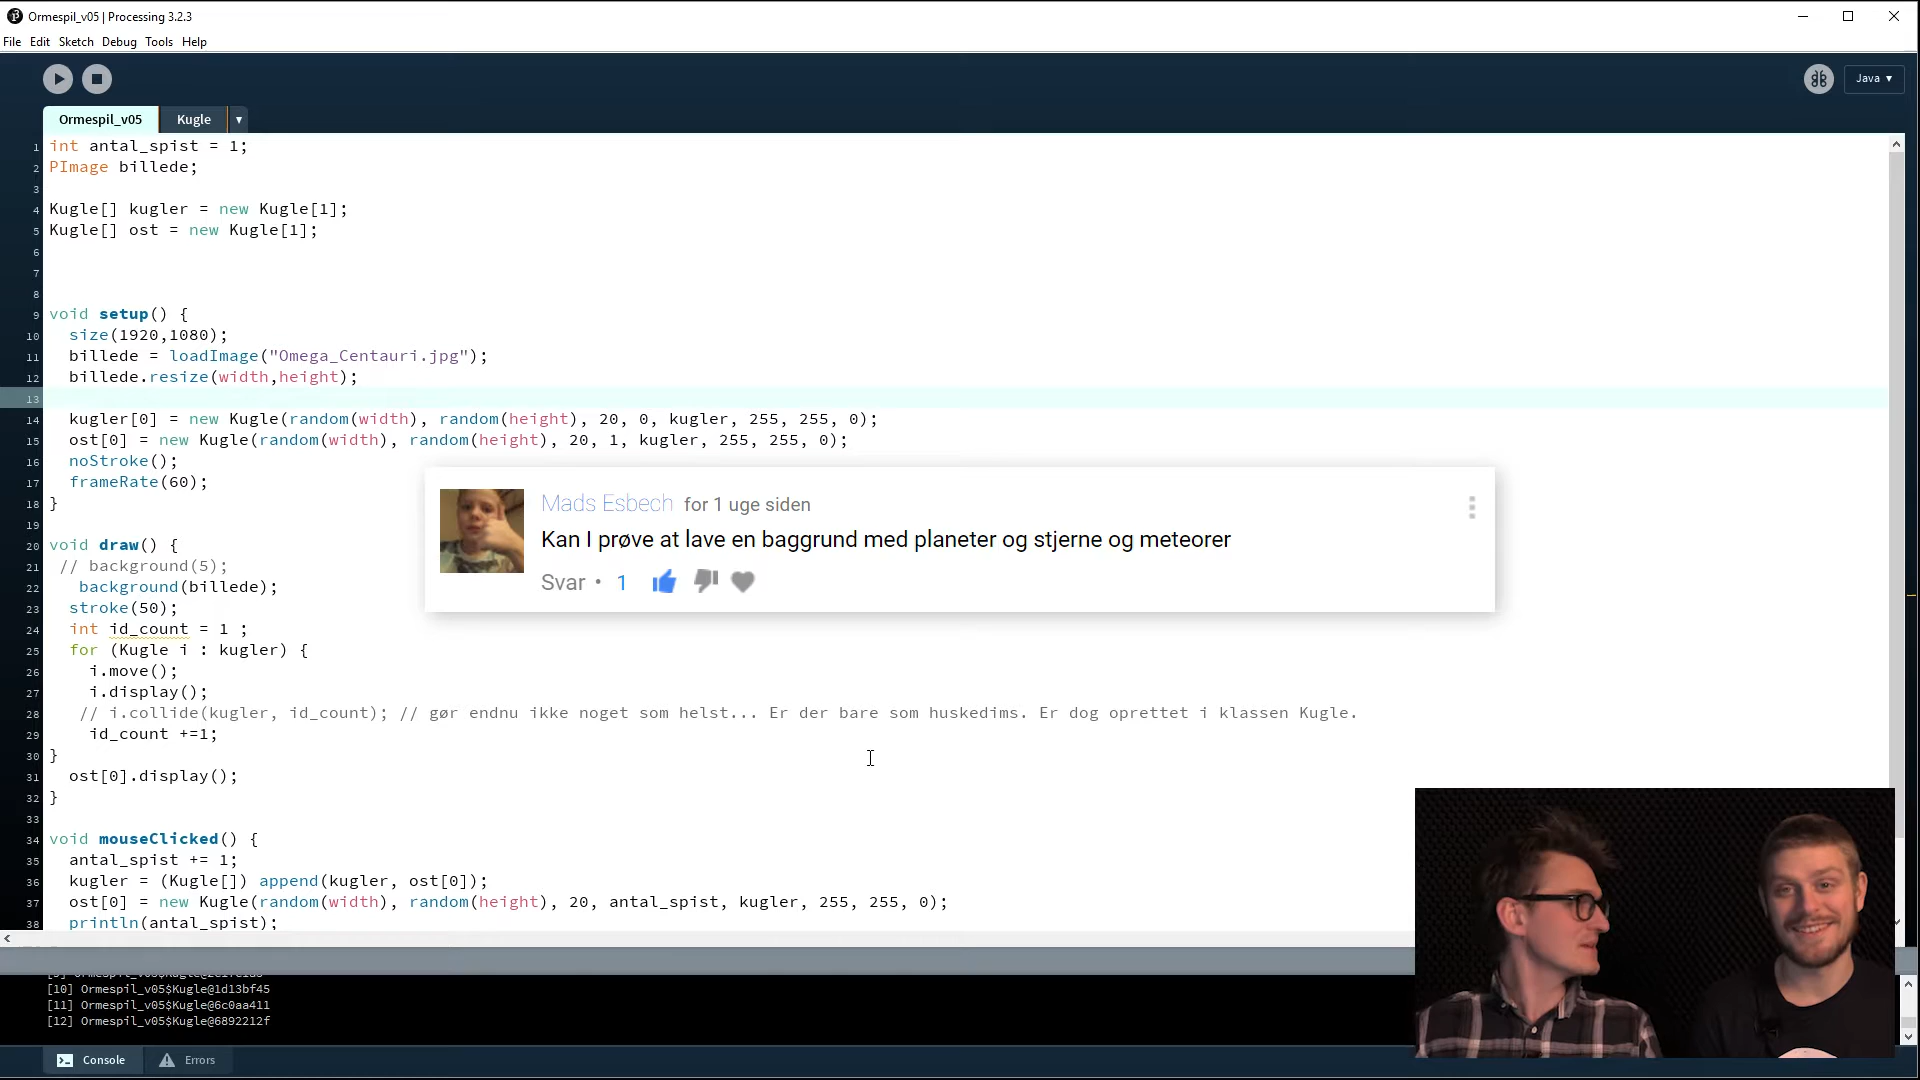 Ormespil_v05 | Processing 3.2.3
File Edit Sketch Debug Tools Help
Java ▾
Ormespil_v05 Kugle ▾
1 int antal_spist = 1;
2 PImage billede;
3
4 Kugle[] kugler = new Kugle[1];
5 Kugle[] ost = new Kugle[1];
6
7
8
9 void setup() {
10 size(1920,1080);
11 billede = loadImage("Omega_Centauri.jpg");
12 billede.resize(width,height);
13
14 kugler[0] = new Kugle(random(width), random(height), 20, 0, kugler, 255, 255, 0);
15 ost[0] = new Kugle(random(width), random(height), 20, 1, kugler, 255, 255, 0);
16 noStroke();
17 frameRate(60);
18 }
19
20 void draw() {
21 // background(5);
22 background(billede);
23 stroke(50);
24 int id_count = 1 ;
25 for (Kugle i : kugler) {
26 i.move();
27 i.display();
28 // i.collide(kugler, id_count); // gør endnu ikke noget som helst... Er der bare som huskedims. Er dog oprettet i klassen Kugle.
29 id_count +=1;
30 }
31 ost[0].display();
32 }
33
34 void mouseClicked() {
35 antal_spist += 1;
36 kugler = (Kugle[]) append(kugler, ost[0]);
37 ost[0] = new Kugle(random(width), random(height), 20, antal_spist, kugler, 255, 255, 0);
38 println(antal_spist);
Mads Esbech for 1 uge siden
Kan I prøve at lave en baggrund med planeter og stjerne og meteorer
Svar • 1
[10] Ormespil_v05$Kugle@1d13bf45
[11] Ormespil_v05$Kugle@6c0aa411
[12] Ormespil_v05$Kugle@6892212f
Console Errors